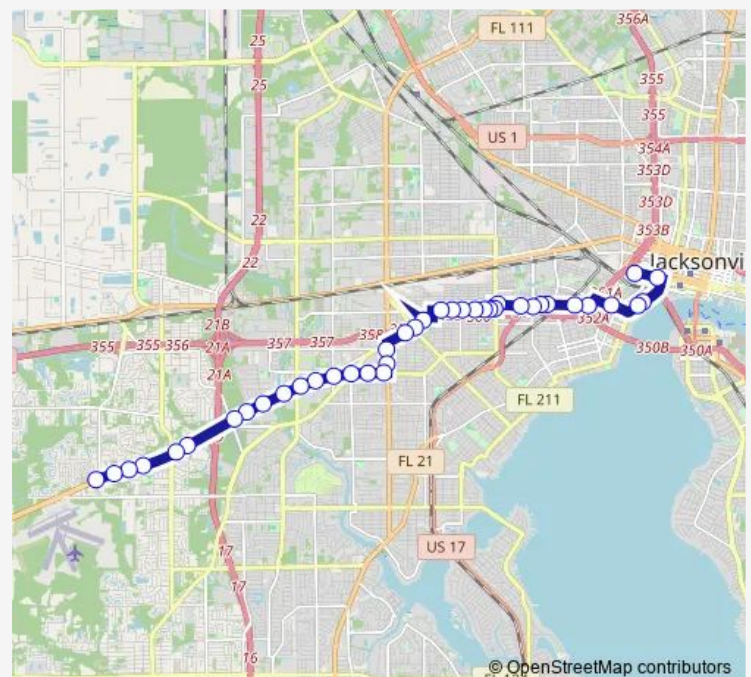 356A
FL 111
25
355
25
355
US 1
354A
353D
353D
22
353B
22
Jacksonvi
21B
352A
355
355
356
357
357
21A
350B
350A
21A
FL 211
FL 21
17
US 17
17
16
© OpenStreetMap contributors